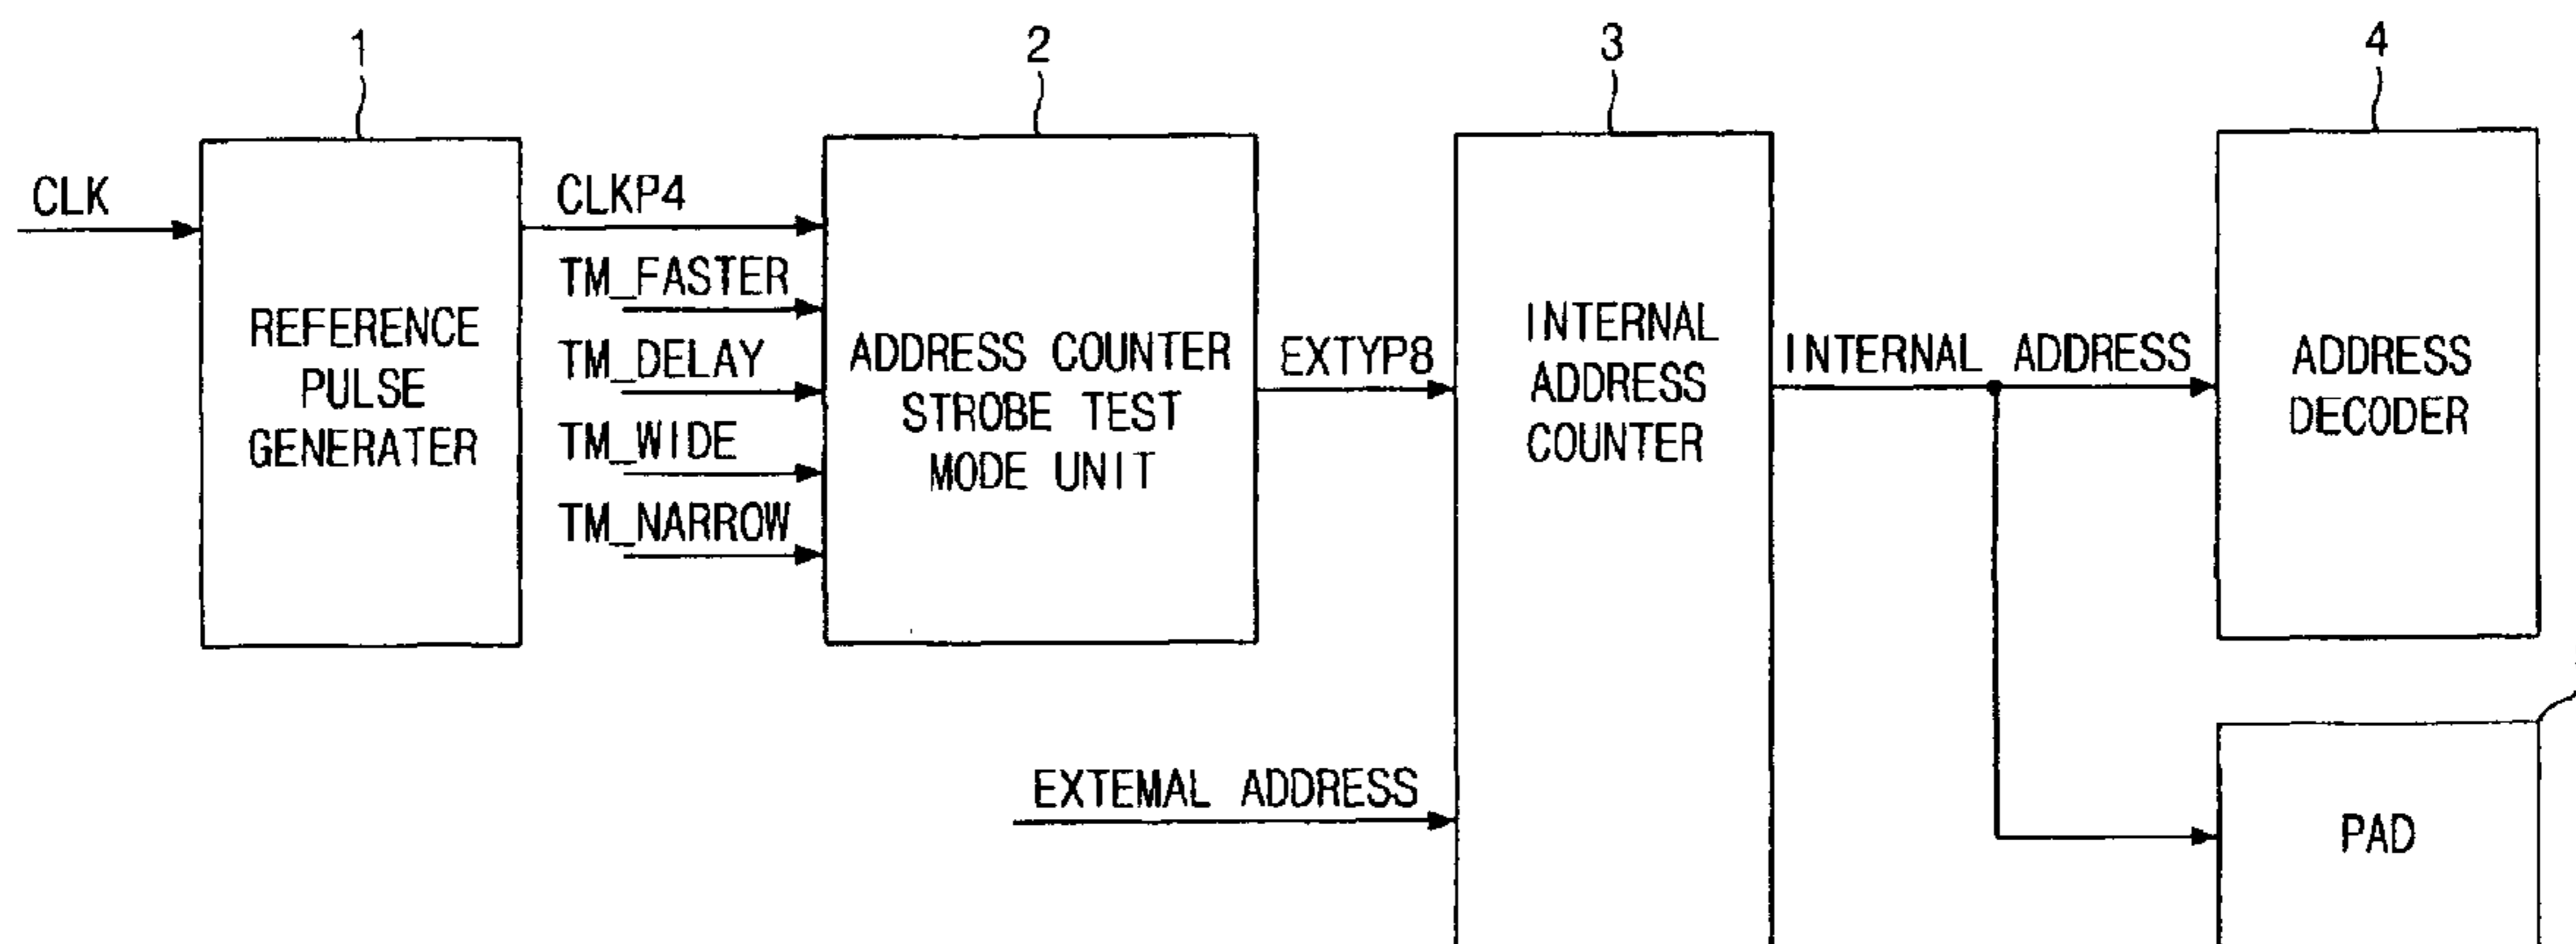 1
2
3
4
CLK
REFERENCE
PULSE
GENERATER
CLKP4
TM_FASTER
TM_DELAY
TM_WIDE
TM_NARROW
ADDRESS COUNTER
STROBE TEST
MODE UNIT
EXTYP8
EXTEMAL ADDRESS
INTERNAL
ADDRESS
COUNTER
INTERNAL ADDRESS
ADDRESS
DECODER
PAD